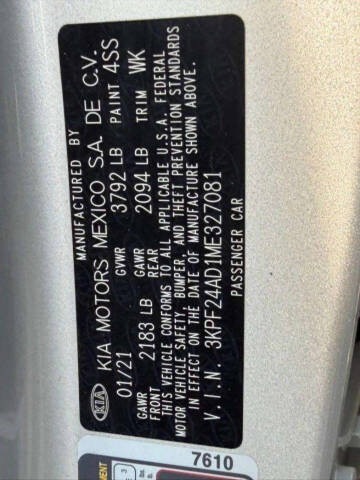 MANUFACTURED BY
KIA KIA MOTORS MEXICO S.A. DE C.V.
01/21 GVWR 3792 LB PAINT 4SS
GAWR FRONT 2183 LB GAWR REAR 2094 LB TRIM WK
THIS VEHICLE CONFORMS TO ALL APPLICABLE U.S.A. FEDERAL
MOTOR VEHICLE SAFETY, BUMPER, AND THEFT PREVENTION STANDARDS
IN EFFECT ON THE DATE OF MANUFACTURE SHOWN ABOVE.
V.I.N. 3KPF24AD1ME327081
PASSENGER CAR
7610